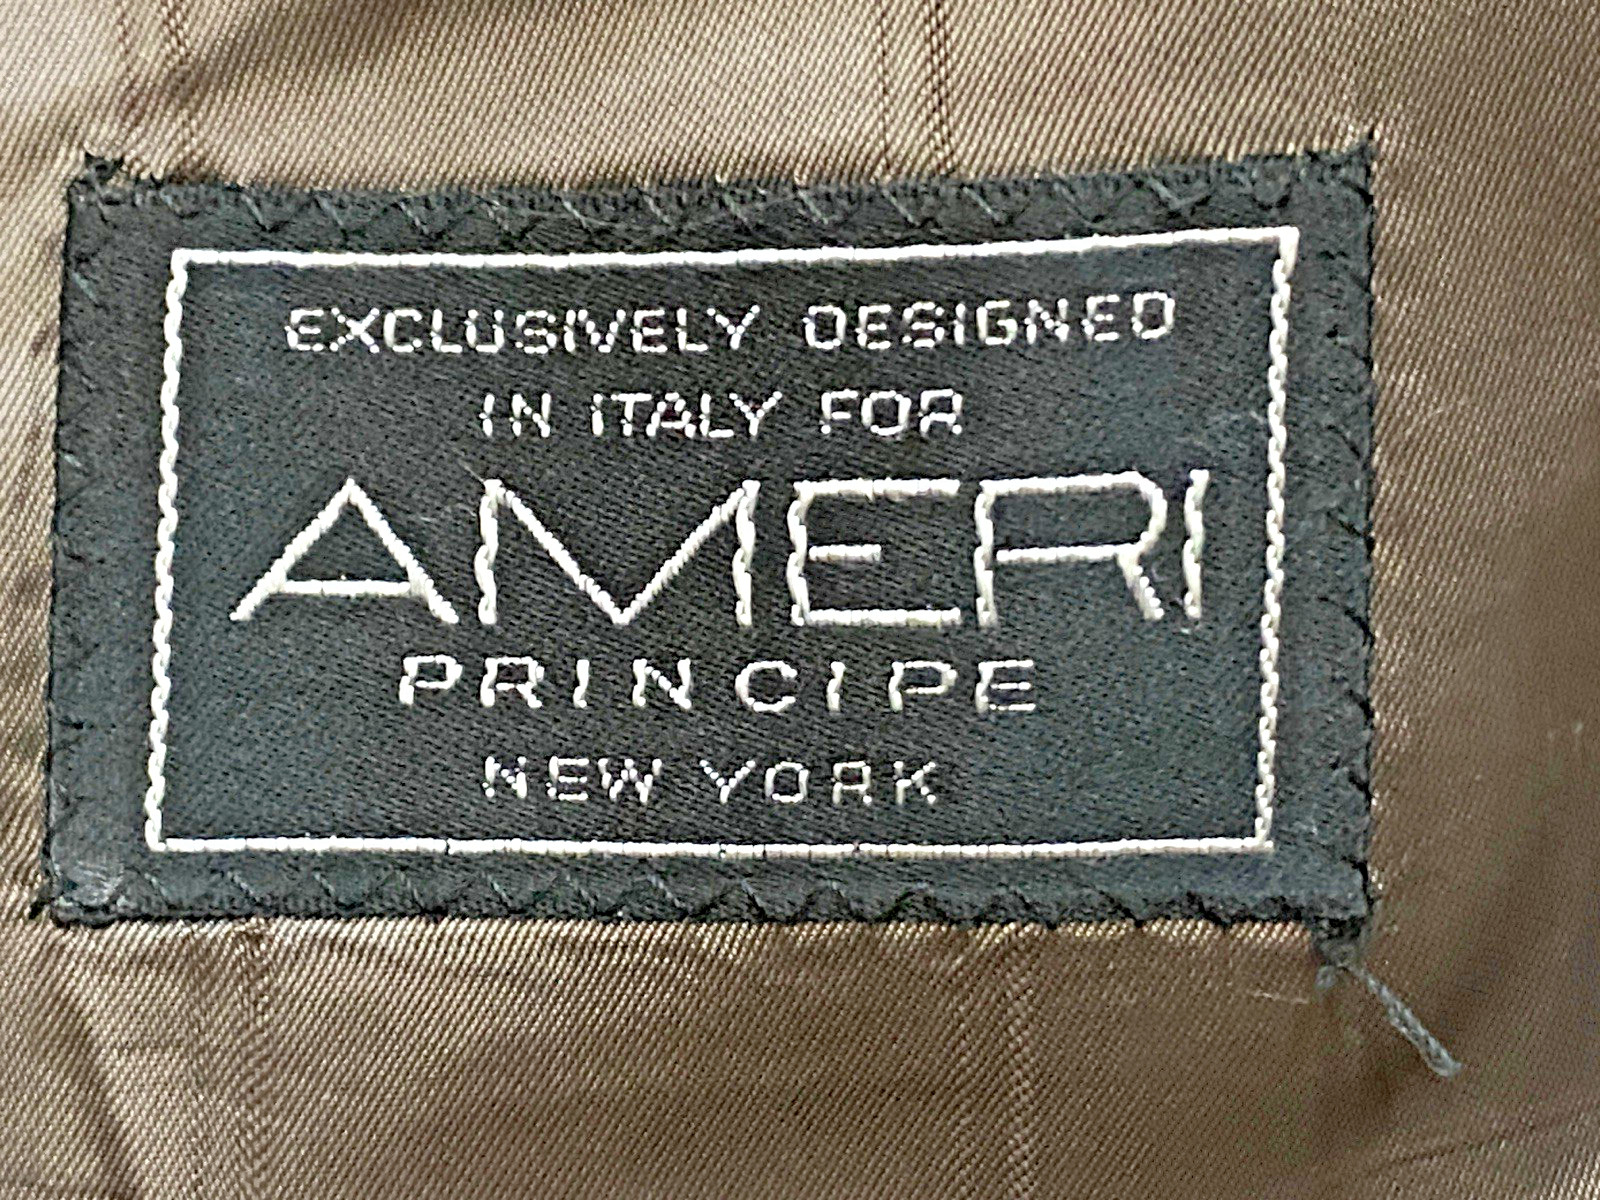 EXCLUSIVELY DESIGNED
IN ITALY FOR
AMERI
PRINCIPE
NEW YORK